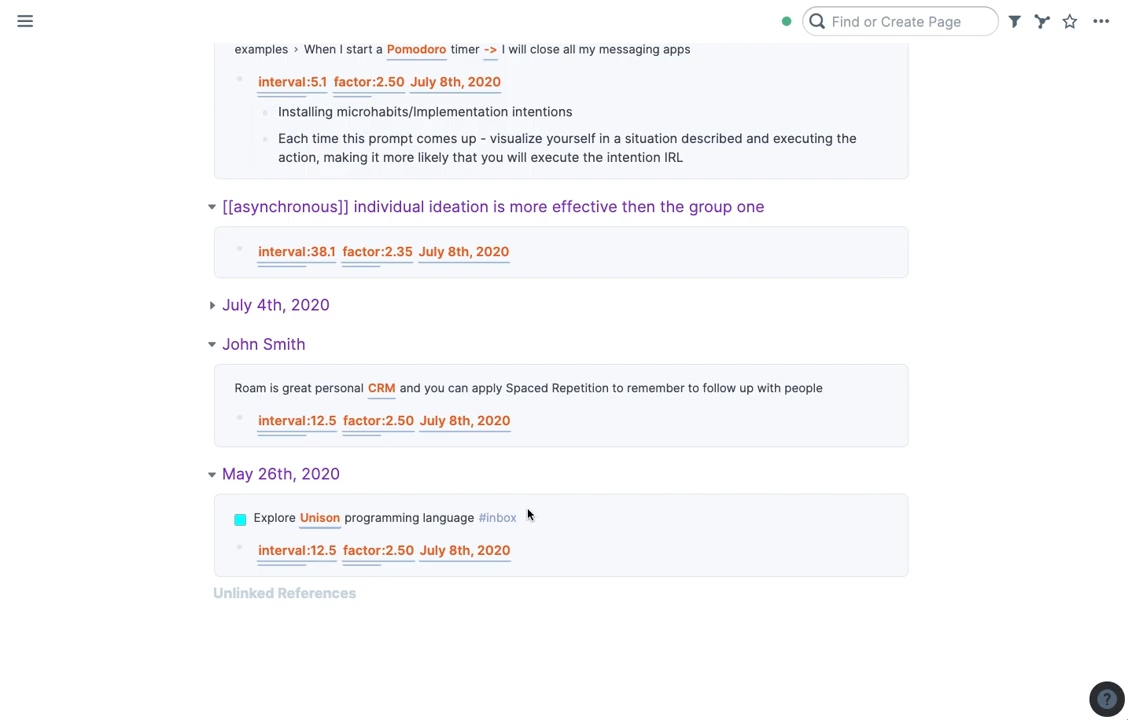 Find or Create Page
examples › When I start a Pomodoro timer -> I will close all my messaging apps
interval:5.1 factor:2.50 July 8th, 2020
Installing microhabits/Implementation intentions
Each time this prompt comes up - visualize yourself in a situation described and executing the
action, making it more likely that you will execute the intention IRL
[[asynchronous]] individual ideation is more effective then the group one
interval:38.1 factor:2.35 July 8th, 2020
July 4th, 2020
John Smith
Roam is great personal CRM and you can apply Spaced Repetition to remember to follow up with people
interval:12.5 factor:2.50 July 8th, 2020
May 26th, 2020
Explore Unison programming language #inbox
interval:12.5 factor:2.50 July 8th, 2020
Unlinked References
?